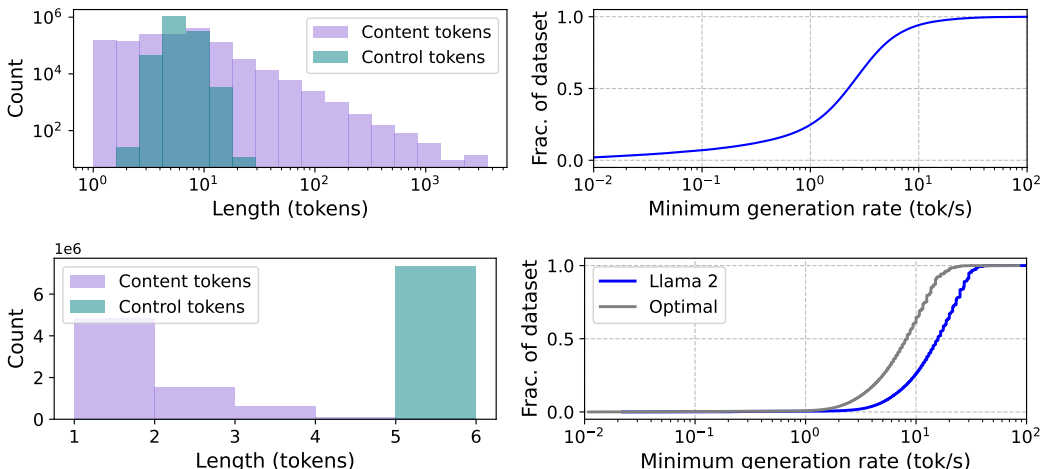 10^6
10^4
10^2
Count
Content tokens
Control tokens
10^0 10^1 10^2 10^3
Length (tokens)
1.0
0.5
0.0
Frac. of dataset
10^-2 10^-1 10^0 10^1 10^2
Minimum generation rate (tok/s)
1e6
6
4
2
0
Count
Content tokens
Control tokens
1 2 3 4 5 6
Length (tokens)
1.0
0.5
0.0
Frac. of dataset
Llama 2
Optimal
10^-2 10^-1 10^0 10^1 10^2
Minimum generation rate (tok/s)